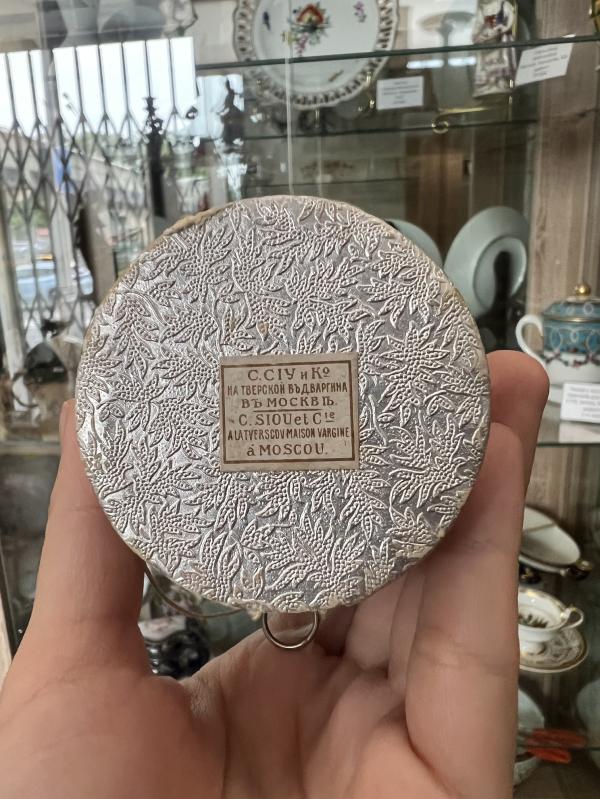 С. СІУ и Ко
НА ТВЕРСКОЙ ВЪ Д ВАРГИНА
ВЪ МОСКВѢ.
C. SIOU et Cie
A LA TVERSCOY MAISON VARGINE
à MOSCOU.